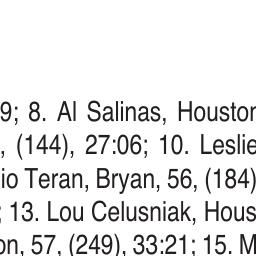 9; 8. Al Salinas, Houston
, (144), 27:06; 10. Leslie
io Teran, Bryan, 56, (184)
; 13. Lou Celusniak, Hous
on, 57, (249), 33:21; 15. M